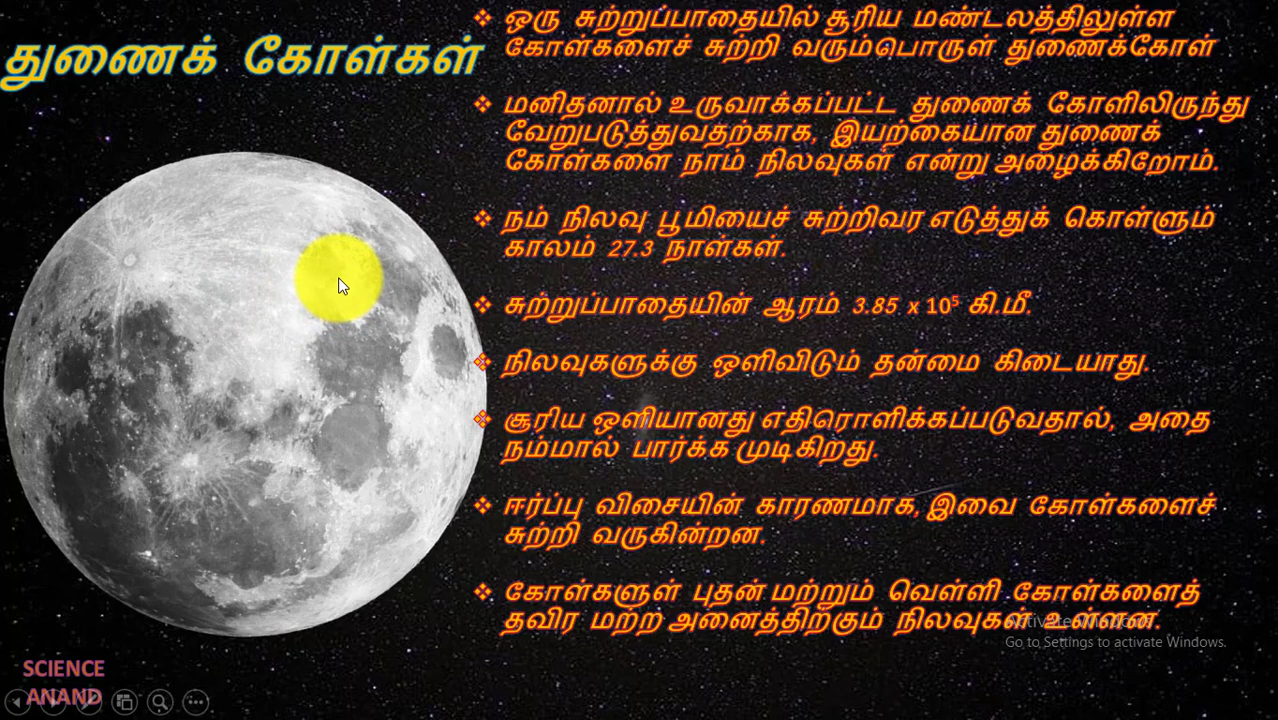 துணைக் கோள்கள்
❖ ஒரு சுற்றுப்பாதையில் சூரிய மண்டலத்திலுள்ள
கோள்களைச் சுற்றி வரும்பொருள் துணைக்கோள்
❖ மனிதனால் உருவாக்கப்பட்ட துணைக் கோளிலிருந்து
வேறுபடுத்துவதற்காக, இயற்கையான துணைக்
கோள்களை நாம் நிலவுகள் என்று அழைக்கிறோம்.
❖ நம் நிலவு பூமியைச் சுற்றிவர எடுத்துக் கொள்ளும்
காலம் 27.3 நாள்கள்.
❖ சுற்றுப்பாதையின் ஆரம் 3.85 x 10⁵ கி.மீ.
❖ நிலவுகளுக்கு ஒளிவிடும் தன்மை கிடையாது.
❖ சூரிய ஒளியானது எதிரொளிக்கப்படுவதால், அதை
நம்மால் பார்க்க முடிகிறது.
❖ ஈர்ப்பு விசையின் காரணமாக, இவை கோள்களைச்
சுற்றி வருகின்றன.
❖ கோள்களுள் புதன் மற்றும் வெள்ளி கோள்களைத்
தவிர மற்ற அனைத்திற்கும் நிலவுகள் உள்ளன.
Activate Windows
Go to Settings to activate Windows.
SCIENCE
ANAND